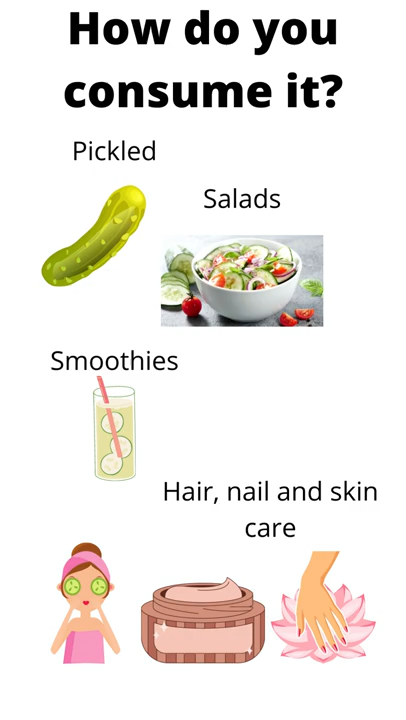 How do you
consume it?
Pickled
Salads
Smoothies
Hair, nail and skin
care